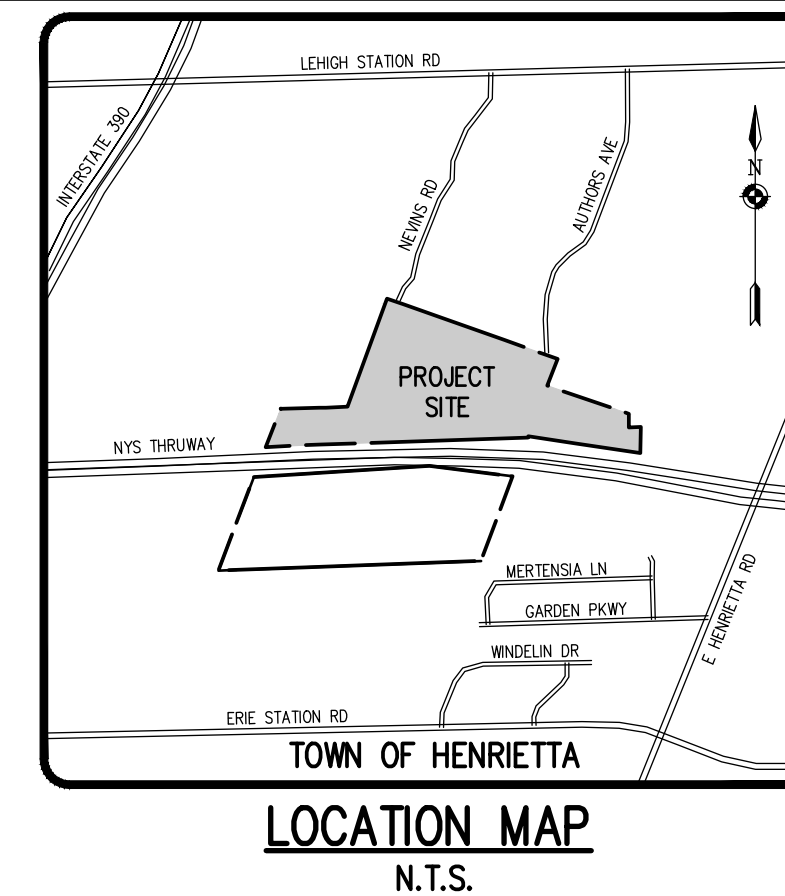 LEHIGH STATION RD
INTERSTATE 390
NEVINS RD
AUTHORS AVE
N
PROJECT
SITE
NYS THRUWAY
MERTENSIA LN
GARDEN PKWY
E HENRIETTA RD
WINDELIN DR
ERIE STATION RD
TOWN OF HENRIETTA
LOCATION MAP
N.T.S.